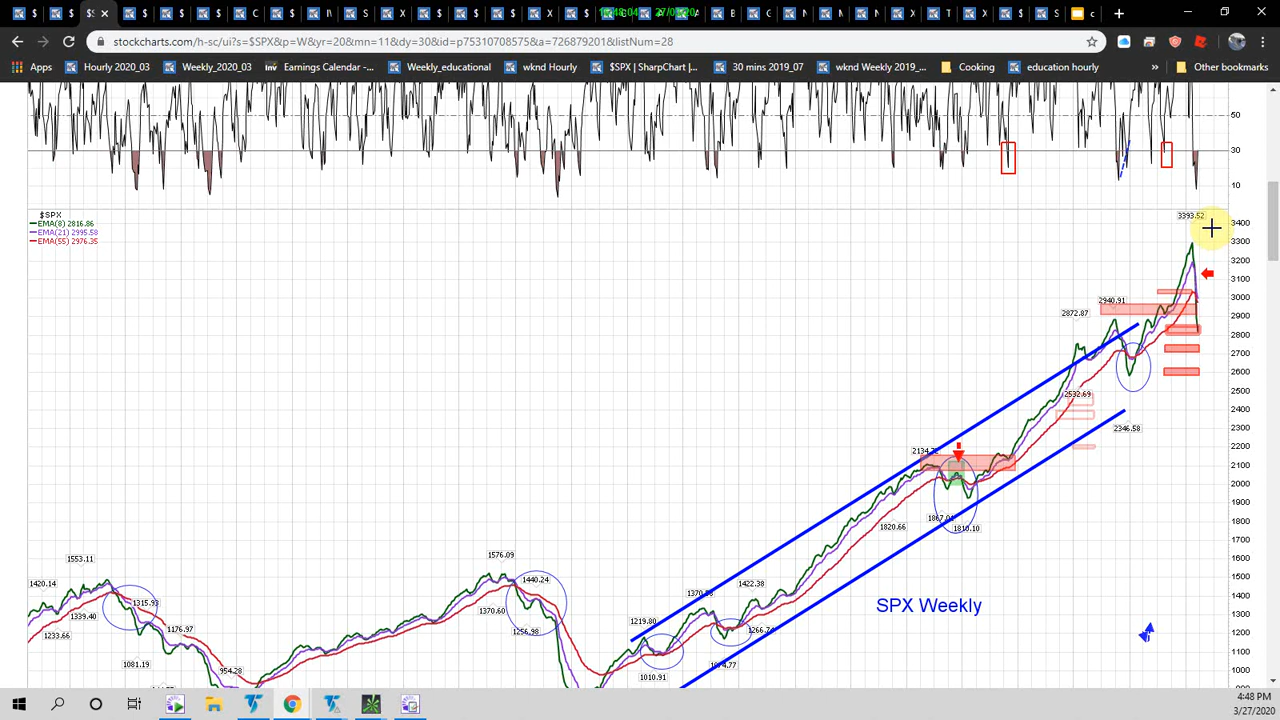 stockcharts.com/h-sc/ui?s=$SPX&p=W&yr=20&mn=11&dy=30&id=p75310708575&a=726879201&listNum=28
Apps
Hourly 2020_03
Weekly_2020_03
Earnings Calendar -...
Weekly_educational
wknd Hourly
$SPX | SharpChart...
30 mins 2019_07
wknd Weekly 2019_...
Cooking
education hourly
»
Other bookmarks
50
30
10
$SPX
EMA(8) 2816.86
EMA(21) 2995.58
EMA(55) 2976.35
3393.52
3400
3300
3200
3100
3000
2900
2800
2700
2600
2500
2400
2300
2200
2100
2000
1900
1800
1700
1600
1500
1400
1300
1200
1100
1000
900
2940.91
2872.87
2532.69
2346.58
1820.66
1810.10
1553.11
1420.14
1339.40
1315.93
1233.66
1176.97
1081.19
954.28
1576.09
1440.24
1370.60
1256.98
1219.80
1422.38
1010.91
SPX Weekly
4:48 PM
3/27/2020